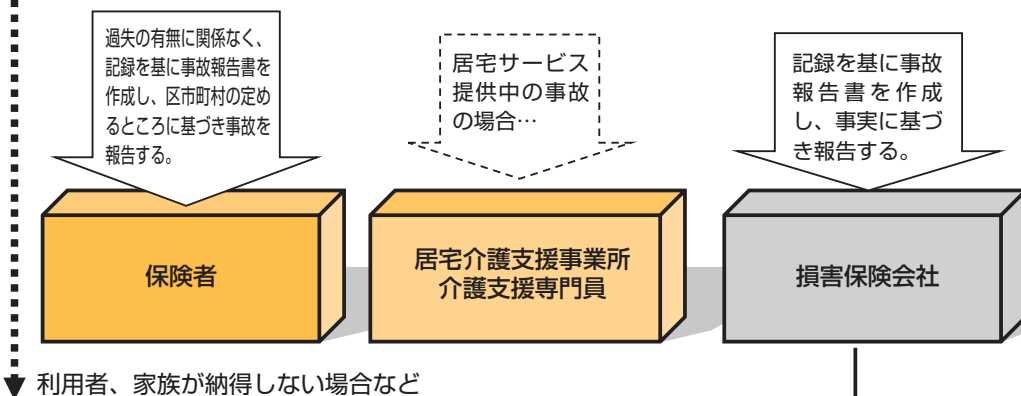 過失の有無に関係なく、
記録を基に事故報告書を
作成し、区市町村の定め
るところに基づき事故を
報告する。
居宅サービス
提供中の事故
の場合…
記録を基に事故
報告書を作成
し、事実に基づ
き報告する。
保険者
居宅介護支援事業所
介護支援専門員
損害保険会社
利用者、家族が納得しない場合など